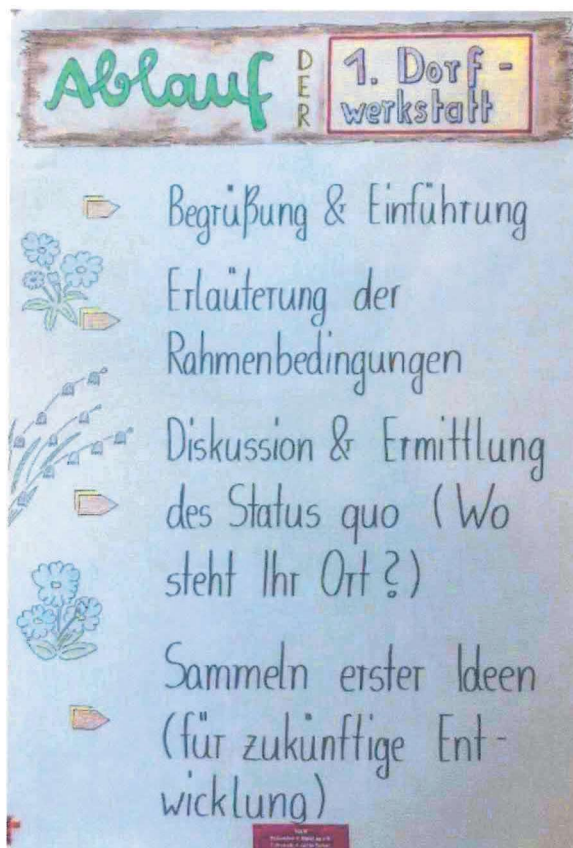 Ablauf DER 1. Dorf-
werkstatt
Begrüßung & Einführung
Erläuterung der
Rahmenbedingungen
Diskussion & Ermittlung
des Status quo (Wo
steht Ihr Ort?)
Sammeln erster Ideen
(für zukünftige Ent-
wicklung)